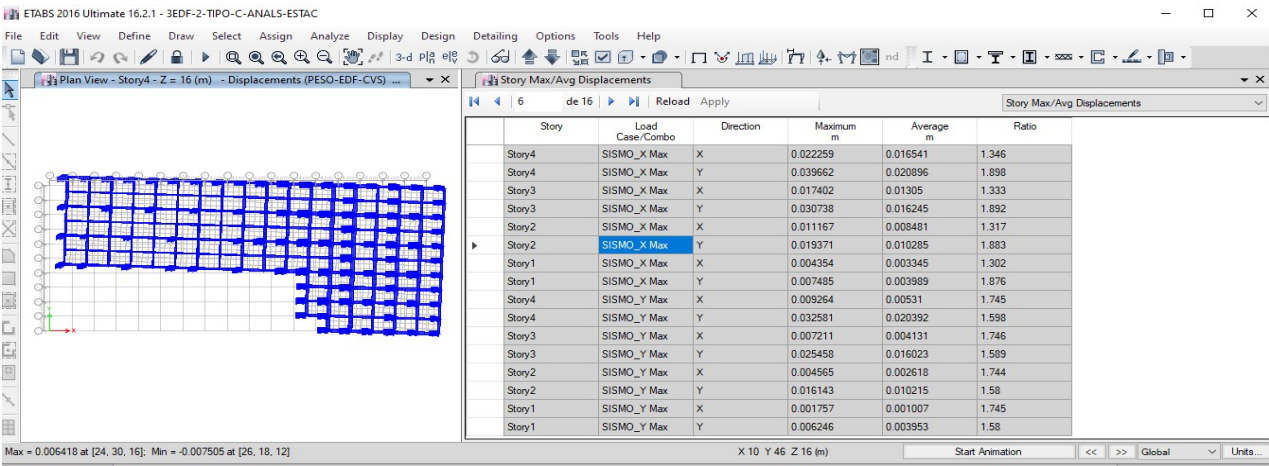 ETABS 2016 Ultimate 16.2.1 - 3EDF-2-TIPO-C-ANALS-ESTAC
File Edit View Define Draw Select Assign Analyze Display Design Detailing Options Tools Help
3-d nd
Plan View - Story4 - Z = 16 (m) - Displacements (PESO-EDF-CVS) ...
Story Max/Avg Displacements
6 de 16 Reload Apply Story Max/Avg Displacements
Story Load Case/Combo Direction Maximum m Average m Ratio
Story4 SISMO_X Max X 0.022259 0.016541 1.346
Story4 SISMO_X Max Y 0.039662 0.020896 1.898
Story3 SISMO_X Max X 0.017402 0.01305 1.333
Story3 SISMO_X Max Y 0.030738 0.016245 1.892
Story2 SISMO_X Max X 0.011167 0.008481 1.317
Story2 SISMO_X Max Y 0.019371 0.010285 1.883
Story1 SISMO_X Max X 0.004354 0.003345 1.302
Story1 SISMO_X Max Y 0.007485 0.003989 1.876
Story4 SISMO_Y Max X 0.009264 0.00531 1.745
Story4 SISMO_Y Max Y 0.032581 0.020392 1.598
Story3 SISMO_Y Max X 0.007211 0.004131 1.746
Story3 SISMO_Y Max Y 0.025458 0.016023 1.589
Story2 SISMO_Y Max X 0.004565 0.002618 1.744
Story2 SISMO_Y Max Y 0.016143 0.010215 1.58
Story1 SISMO_Y Max X 0.001757 0.001007 1.745
Story1 SISMO_Y Max Y 0.006246 0.003953 1.58
Y
X
Max = 0.006418 at [24, 30, 16]; Min = -0.007505 at [26, 18, 12] X 10 Y 46 Z 16 (m) Start Animation << >> Global Units...